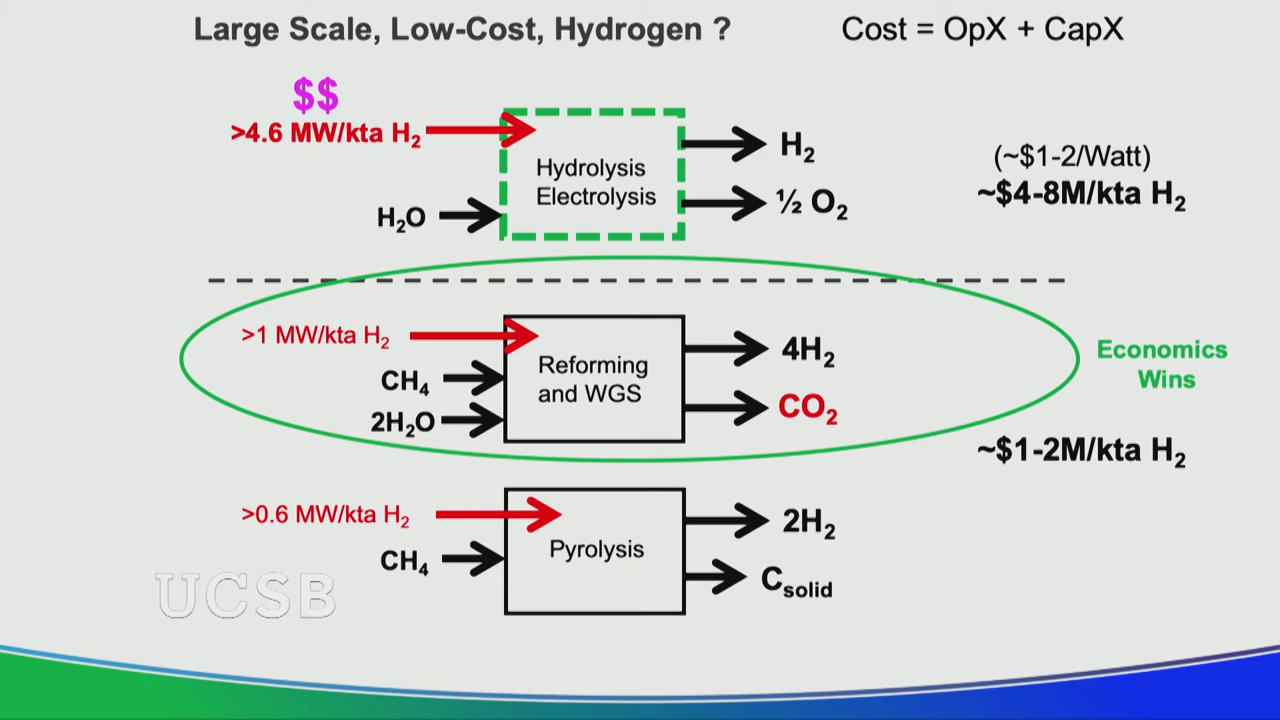 Large Scale, Low-Cost, Hydrogen ?
Cost = OpX + CapX
$$
>4.6 MW/kta H₂
H₂O
Hydrolysis
Electrolysis
H₂
½ O₂
(~$1-2/Watt)
~$4-8M/kta H₂
>1 MW/kta H₂
CH₄
2H₂O
Reforming
and WGS
4H₂
CO₂
Economics
Wins
~$1-2M/kta H₂
>0.6 MW/kta H₂
CH₄
Pyrolysis
2H₂
C solid
UCSB